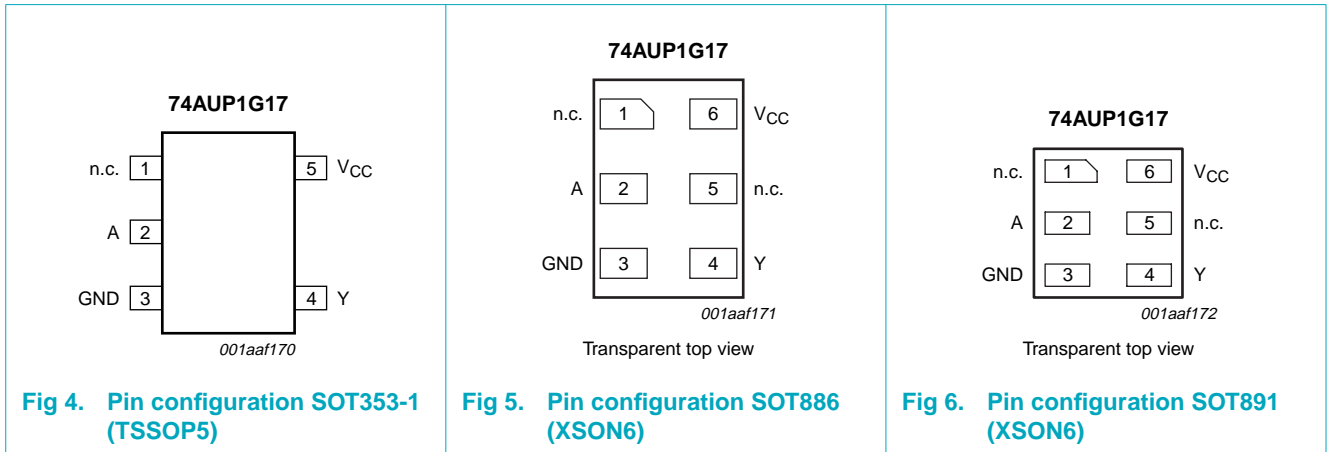 74AUP1G17
n.c. 1
5 VCC
A 2
GND 3
4 Y
001aaf170
Fig 4. Pin configuration SOT353-1
(TSSOP5)
74AUP1G17
n.c. 1 6 VCC
A 2 5 n.c.
GND 3 4 Y
001aaf171
Transparent top view
Fig 5. Pin configuration SOT886
(XSON6)
74AUP1G17
n.c. 1 6 VCC
A 2 5 n.c.
GND 3 4 Y
001aaf172
Transparent top view
Fig 6. Pin configuration SOT891
(XSON6)